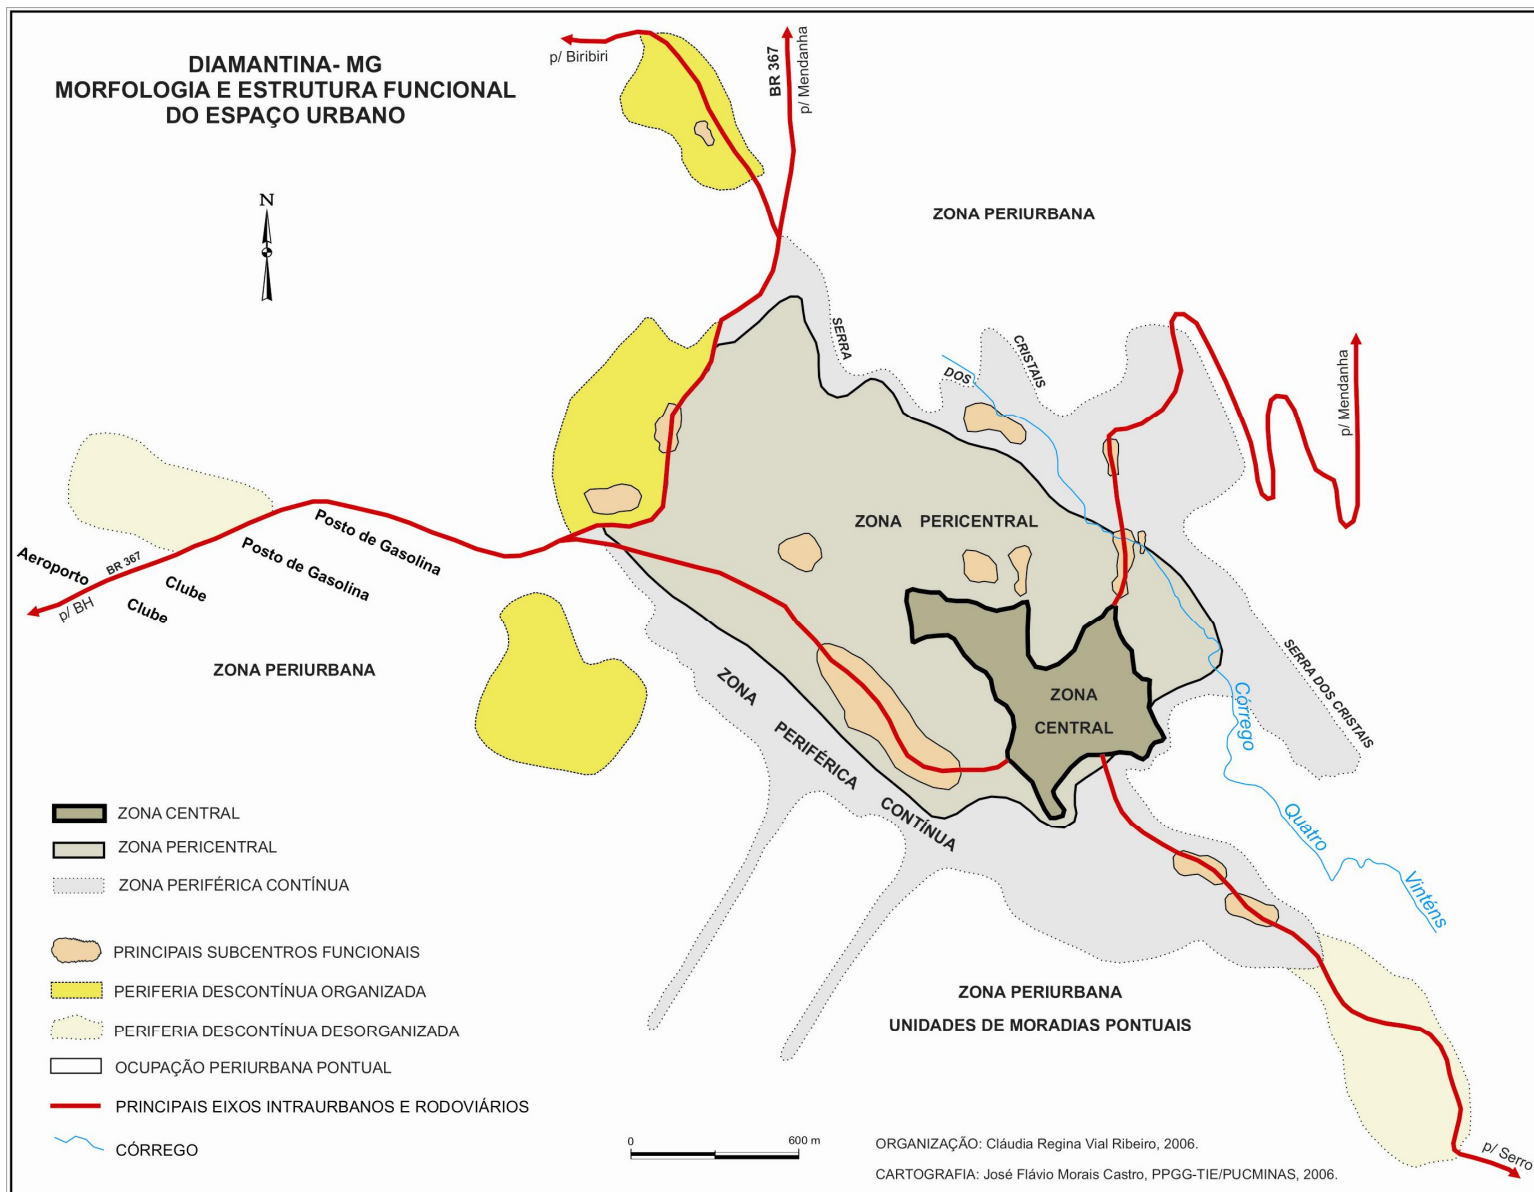 DIAMANTINA- MG
MORFOLOGIA E ESTRUTURA FUNCIONAL
DO ESPAÇO URBANO
N
p/ Biribiri
BR 367
p/ Mendanha
ZONA PERIURBANA
SERRA
DOS
CRISTAIS
p/ Mendanha
ZONA PERICENTRAL
Posto de Gasolina
Posto de Gasolina
Aeroporto
BR 367
Clube
Clube
p/ BH
ZONA PERIURBANA
ZONA
PERIFÉRICA
CONTÍNUA
ZONA
CENTRAL
SERRA DOS CRISTAIS
Córrego
Quatro
Vinténs
ZONA CENTRAL
ZONA PERICENTRAL
ZONA PERIFÉRICA CONTÍNUA
PRINCIPAIS SUBCENTROS FUNCIONAIS
PERIFERIA DESCONTÍNUA ORGANIZADA
PERIFERIA DESCONTÍNUA DESORGANIZADA
OCUPAÇÃO PERIURBANA PONTUAL
PRINCIPAIS EIXOS INTRAURBANOS E RODOVIÁRIOS
CÓRREGO
ZONA PERIURBANA
UNIDADES DE MORADIAS PONTUAIS
0 600 m
ORGANIZAÇÃO: Cláudia Regina Vial Ribeiro, 2006.
CARTOGRAFIA: José Flávio Morais Castro, PPGG-TIE/PUCMINAS, 2006.
p/ Serro